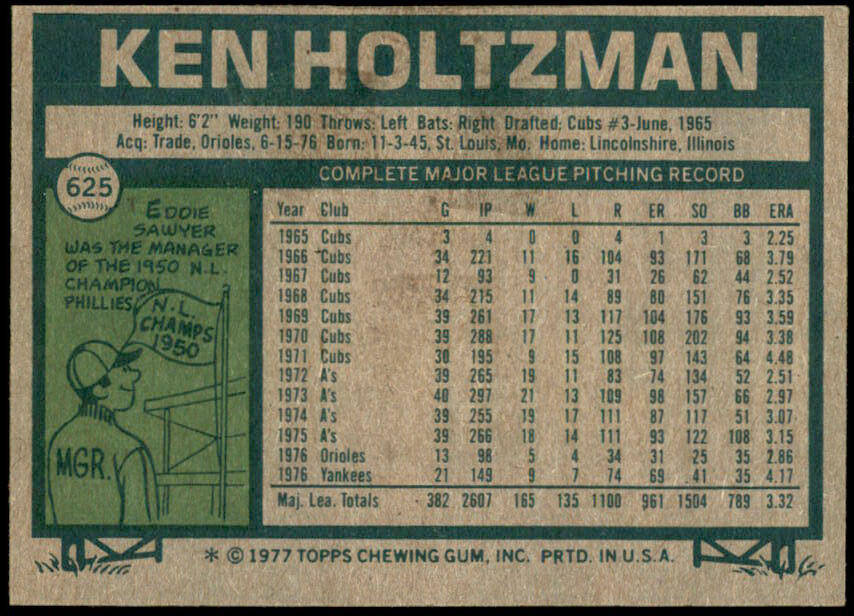 KEN HOLTZMAN
Height: 6'2" Weight: 190 Throws: Left Bats: Right Drafted: Cubs #3-June, 1965
Acq: Trade, Orioles, 6-15-76 Born: 11-3-45, St. Louis, Mo. Home: Lincolnshire, Illinois
625
EDDIE
SAWYER
WAS THE MANAGER
OF THE 1950 N.L.
CHAMPION
PHILLIES
N.L.
CHAMPS
1950
MGR.
COMPLETE MAJOR LEAGUE PITCHING RECORD
Year Club G IP W L R ER SO BB ERA
1965 Cubs 3 4 0 0 4 1 3 3 2.25
1966 Cubs 34 221 11 16 104 93 171 68 3.79
1967 Cubs 12 93 9 0 31 26 62 44 2.52
1968 Cubs 34 215 11 14 89 80 151 76 3.35
1969 Cubs 39 261 17 13 117 104 176 93 3.59
1970 Cubs 39 288 17 11 125 108 202 94 3.38
1971 Cubs 30 195 9 15 108 97 143 64 4.48
1972 A's 39 265 19 11 83 74 134 52 2.51
1973 A's 40 297 21 13 109 98 157 66 2.97
1974 A's 39 255 19 17 111 87 117 51 3.07
1975 A's 39 266 18 14 111 93 122 108 3.15
1976 Orioles 13 98 5 4 34 31 25 35 2.86
1976 Yankees 21 149 9 7 74 69 41 35 4.17
Maj. Lea. Totals 382 2607 165 135 1100 961 1504 789 3.32
* © 1977 TOPPS CHEWING GUM, INC. PRTD. IN U.S.A.